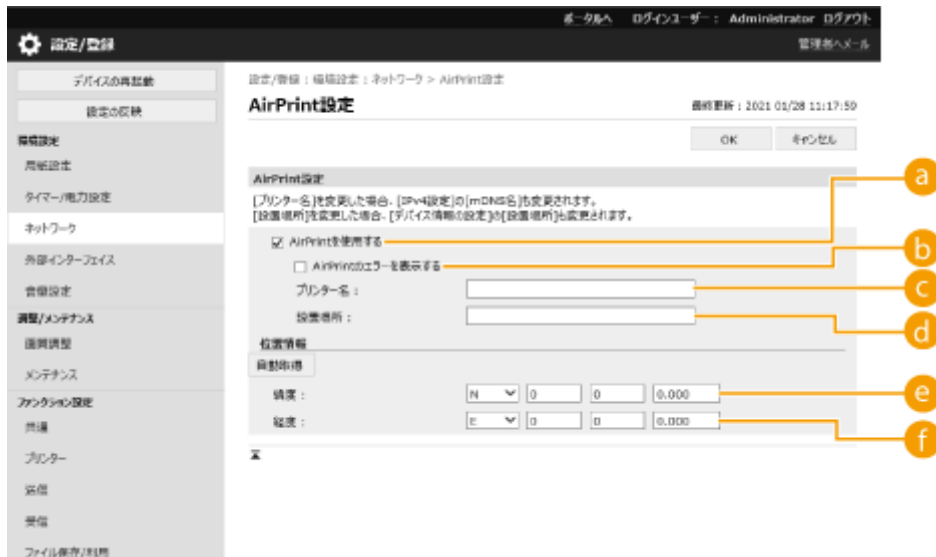 ポータルへ ログインユーザー： Administrator ログアウト
設定/登録
管理者へメール
デバイスの再起動
設定の反映
環境設定
用紙設定
タイマー/電力設定
ネットワーク
外部インターフェイス
音量設定
調整/メンテナンス
画質調整
メンテナンス
ファンクション設定
共通
プリンター
送信
受信
ファイル保存/利用
設定/登録 : 環境設定 : ネットワーク > AirPrint設定
AirPrint設定
最終更新 : 2021 01/28 11:17:59
OK キャンセル
AirPrint設定
[プリンター名]を変更した場合、[IPv4設定]の[mDNS名]も変更されます。
[設置場所]を変更した場合、[デバイス情報の設定]の[設置場所]も変更されます。
AirPrintを使用する
AirPrintのエラーを表示する
プリンター名 :
設置場所 :
位置情報
自動取得
緯度 : N 0 0 0.000
経度 : E 0 0 0.000
a
b
c
d
e
f